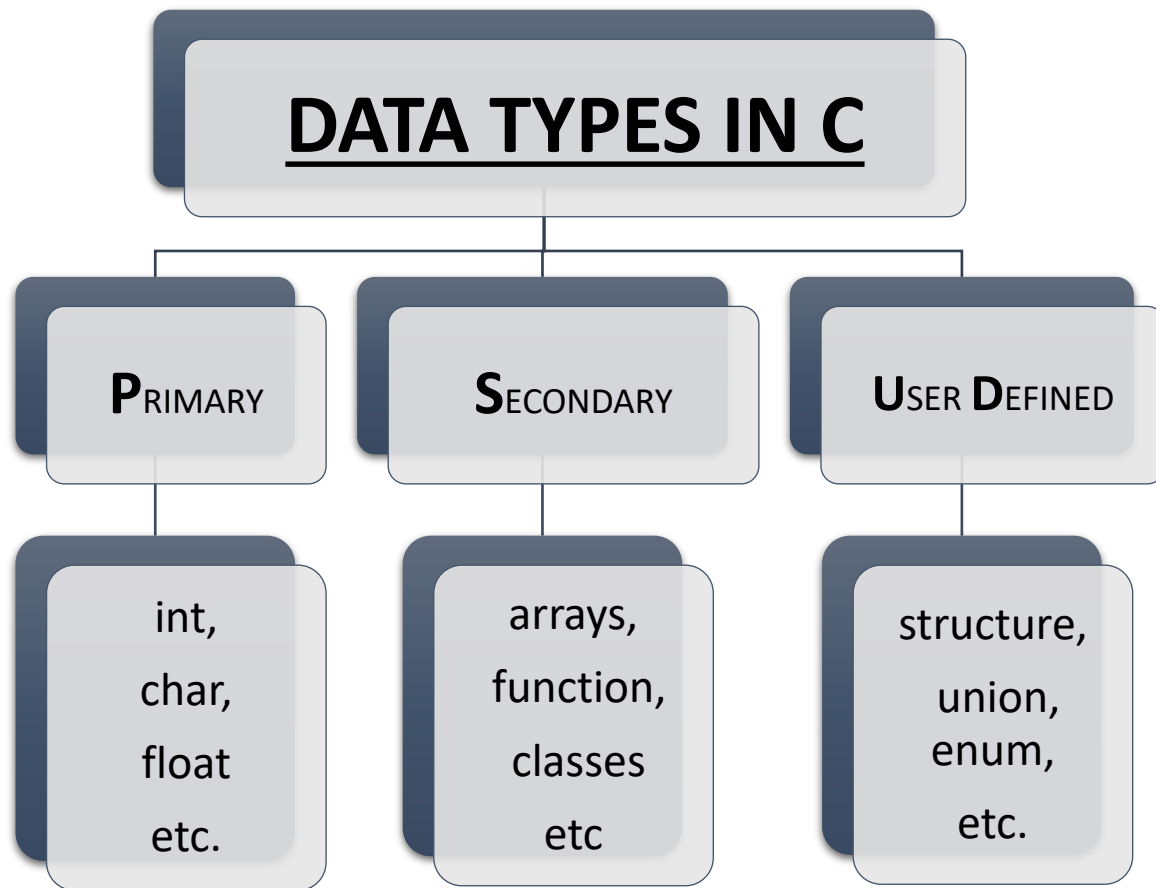 DATA TYPES IN C
PRIMARY
SECONDARY
USER DEFINED
int,
char,
float
etc.
arrays,
function,
classes
etc
structure,
union,
enum,
etc.